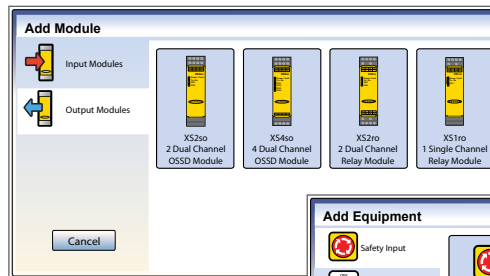 Add Module
Input Modules
Output Modules
XS2so
2 Dual Channel
OSSD Module
XS4so
4 Dual Channel
OSSD Module
XS2ro
2 Dual Channel
Relay Module
XS1ro
1 Single Channel
Relay Module
Cancel
Add Equipment
Safety Input